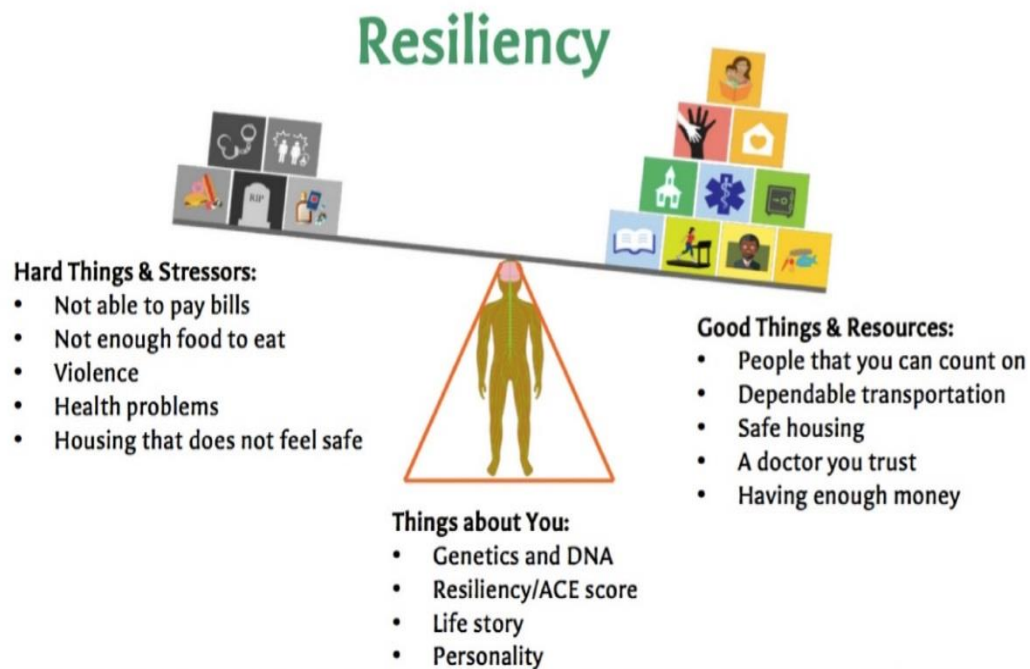 Resiliency
RIP
Hard Things & Stressors:
• Not able to pay bills
• Not enough food to eat
• Violence
• Health problems
• Housing that does not feel safe
Good Things & Resources:
• People that you can count on
• Dependable transportation
• Safe housing
• A doctor you trust
• Having enough money
Things about You:
• Genetics and DNA
• Resiliency/ACE score
• Life story
• Personality